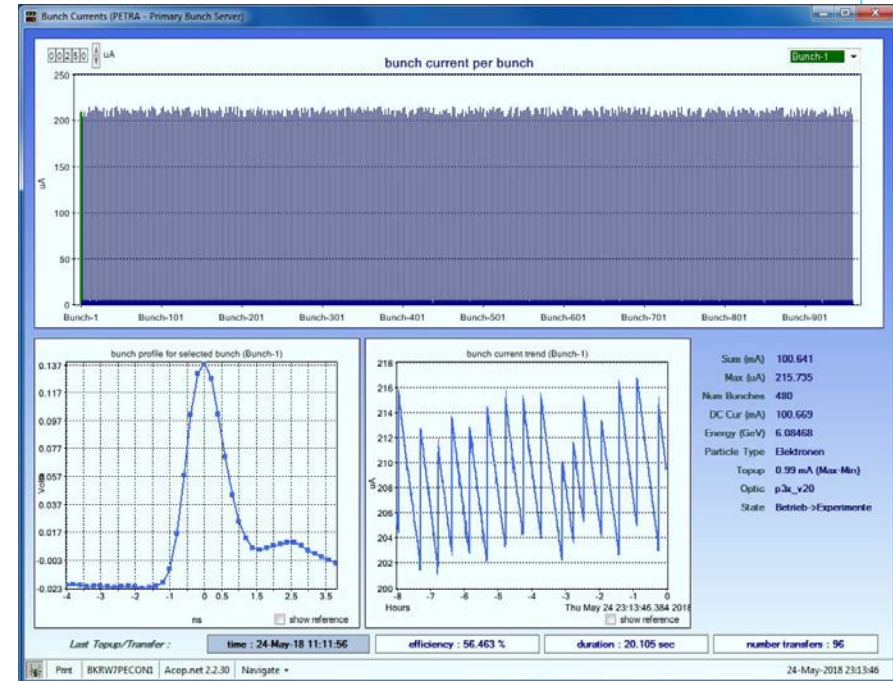 Bunch Currents (PETRA - Primary Bunch Server)
00250 uA
bunch current per bunch
Bunch-1
250
200
150
100
50
0
uA
Bunch-1 Bunch-101 Bunch-201 Bunch-301 Bunch-401 Bunch-501 Bunch-601 Bunch-701 Bunch-801 Bunch-901
bunch profile for selected bunch (Bunch-1)
0.137
0.117
0.097
0.077
0.057
0.037
0.017
-0.003
-0.023
Volts
-4 -3 -2 -1 0 0.5 1.5 2.5 3.5
ns
show reference
bunch current trend (Bunch-1)
218
216
214
212
210
208
206
204
202
200
uA
-8 -7 -6 -5 -4 -3 -2 -1 0
Hours
Thu May 24 23:13:46.384 2018
show reference
Sum (mA) 100.641
Max (uA) 215.735
Num Bunches 480
DC Cur (mA) 100.669
Energy (GeV) 6.08468
Particle Type Elektronen
Topup 0.99 mA (Max-Min)
Optic p3x_v20
State Betrieb->Experimente
Last Topup/Transfer :
time : 24-May-18 11:11:56
efficiency : 56.463 %
duration : 20.105 sec
number transfers : 96
Print BKRW7PECON1 Acop.net 2.2.30 Navigate
24-May-2018 23:13:46